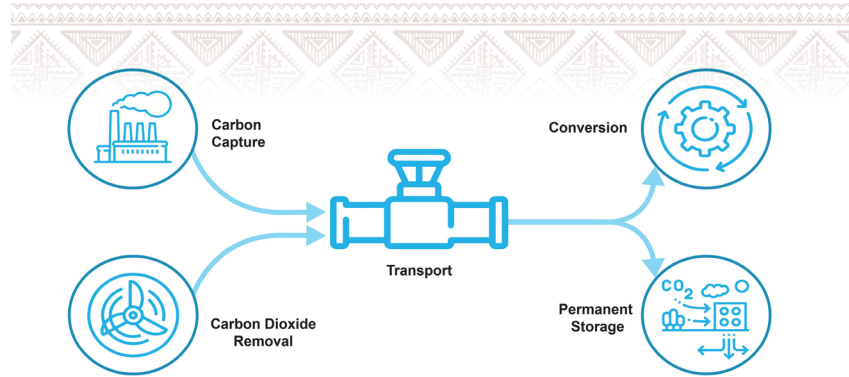 Carbon
Capture
Conversion
Transport
Carbon Dioxide
Removal
CO2
Permanent
Storage